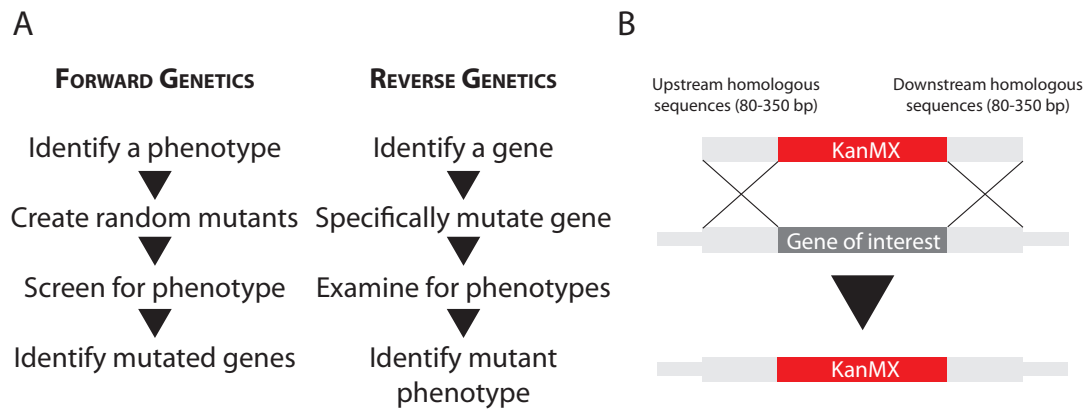 A
FORWARD GENETICS
Identify a phenotype
Create random mutants
Screen for phenotype
Identify mutated genes
REVERSE GENETICS
Identify a gene
Specifically mutate gene
Examine for phenotypes
Identify mutant
phenotype
B
Upstream homologous
sequences (80-350 bp)
Downstream homologous
sequences (80-350 bp)
KanMX
Gene of interest
KanMX